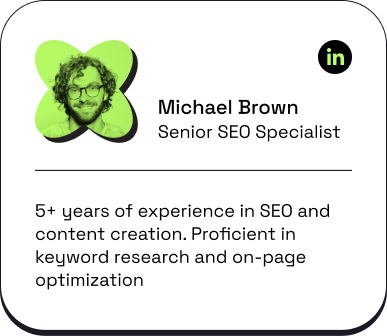 in
Michael Brown
Senior SEO Specialist
5+ years of experience in SEO and
content creation. Proficient in
keyword research and on-page
optimization